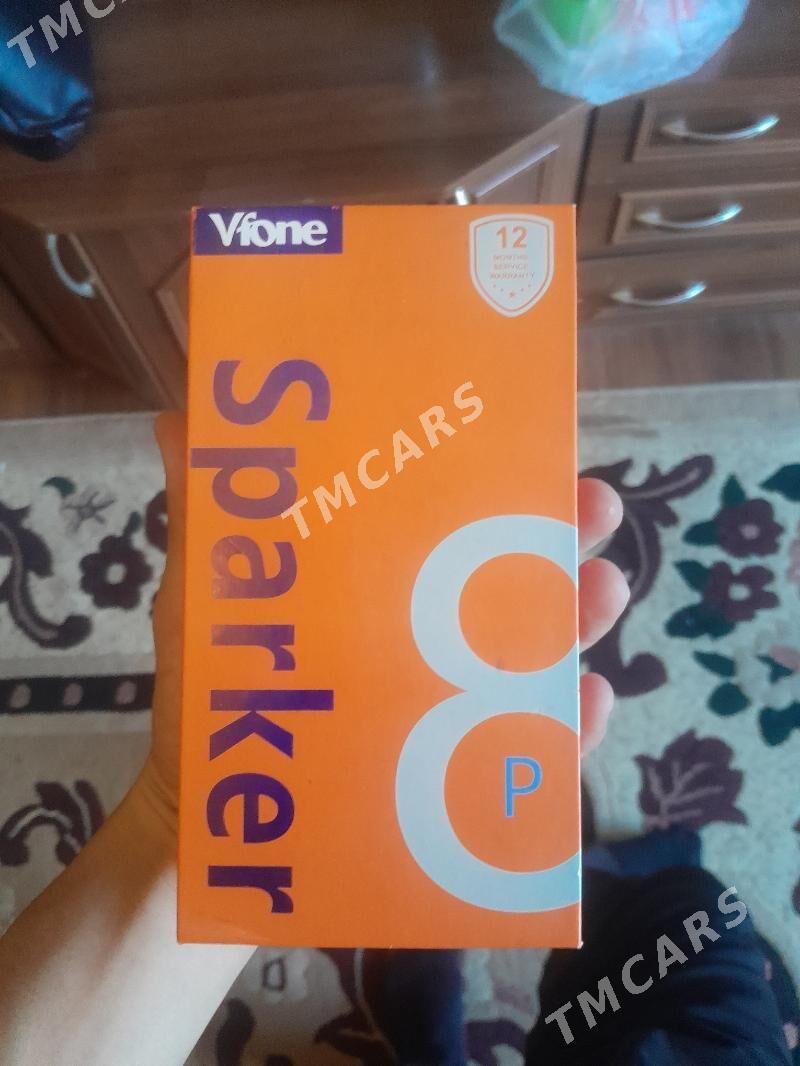 TMCARS
Vfone
12
MONTHS
SERVICE
WARRANTY
Sparker
8
P
TMCARS
TMCARS